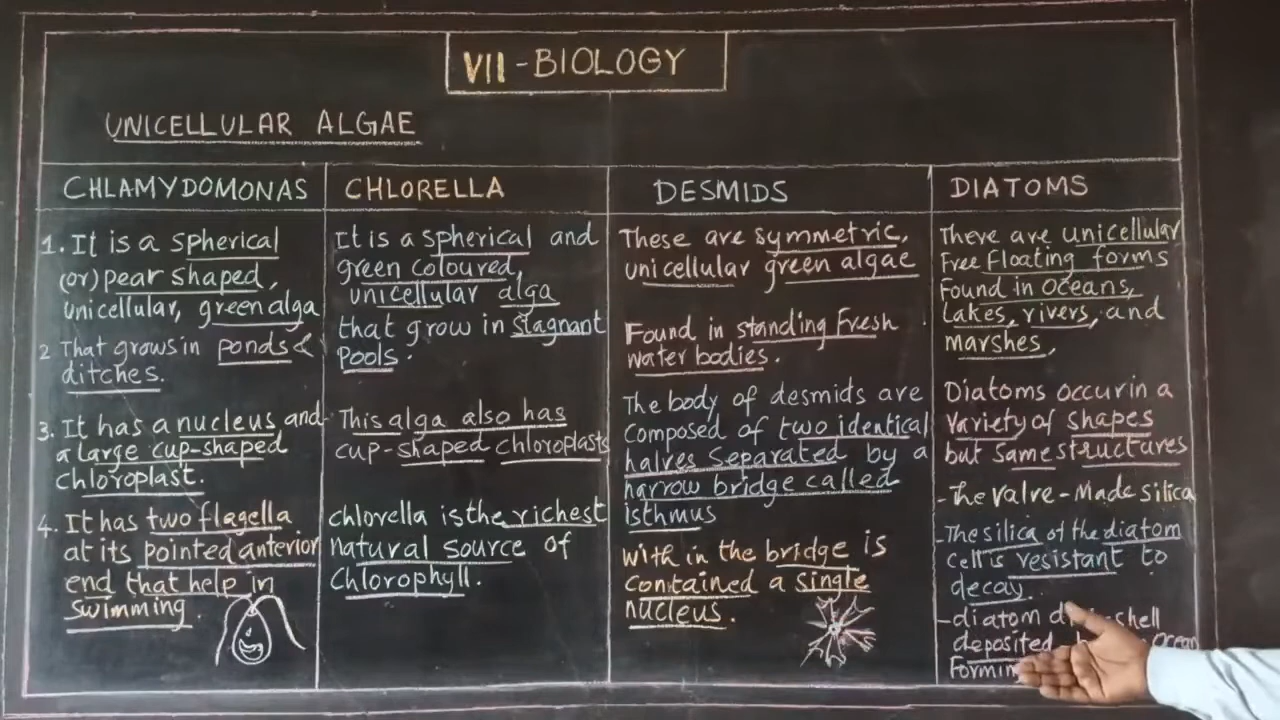 VII - BIOLOGY
UNICELLULAR ALGAE
CHLAMYDOMONAS
1. It is a spherical
(or) pear shaped,
unicellular, green alga
2 That grows in ponds &
ditches.
3. It has a nucleus and
a large cup-shaped
chloroplast.
4. It has two flagella
at its pointed anterior
end that help in
swimming.
CHLORELLA
It is a spherical and
green coloured,
unicellular alga
that grow in stagnant
pools.
This alga also has
cup-shaped chloroplasts
chlorella is the richest
natural source of
Chlorophyll.
DESMIDS
These are symmetric,
unicellular green algae
Found in standing fresh
water bodies.
The body of desmids are
composed of two identical
halves separated by a
narrow bridge called
isthmus
with in the bridge is
contained a single
nucleus.
DIATOMS
There are unicellular
Free floating forms
Found in oceans,
lakes, rivers, and
marshes,
Diatoms occur in a
variety of shapes
but same structures
- The valve - Made silica
- The silica of the diatom
cell is resistant to
decay.
- diatom shell
deposited Ocean